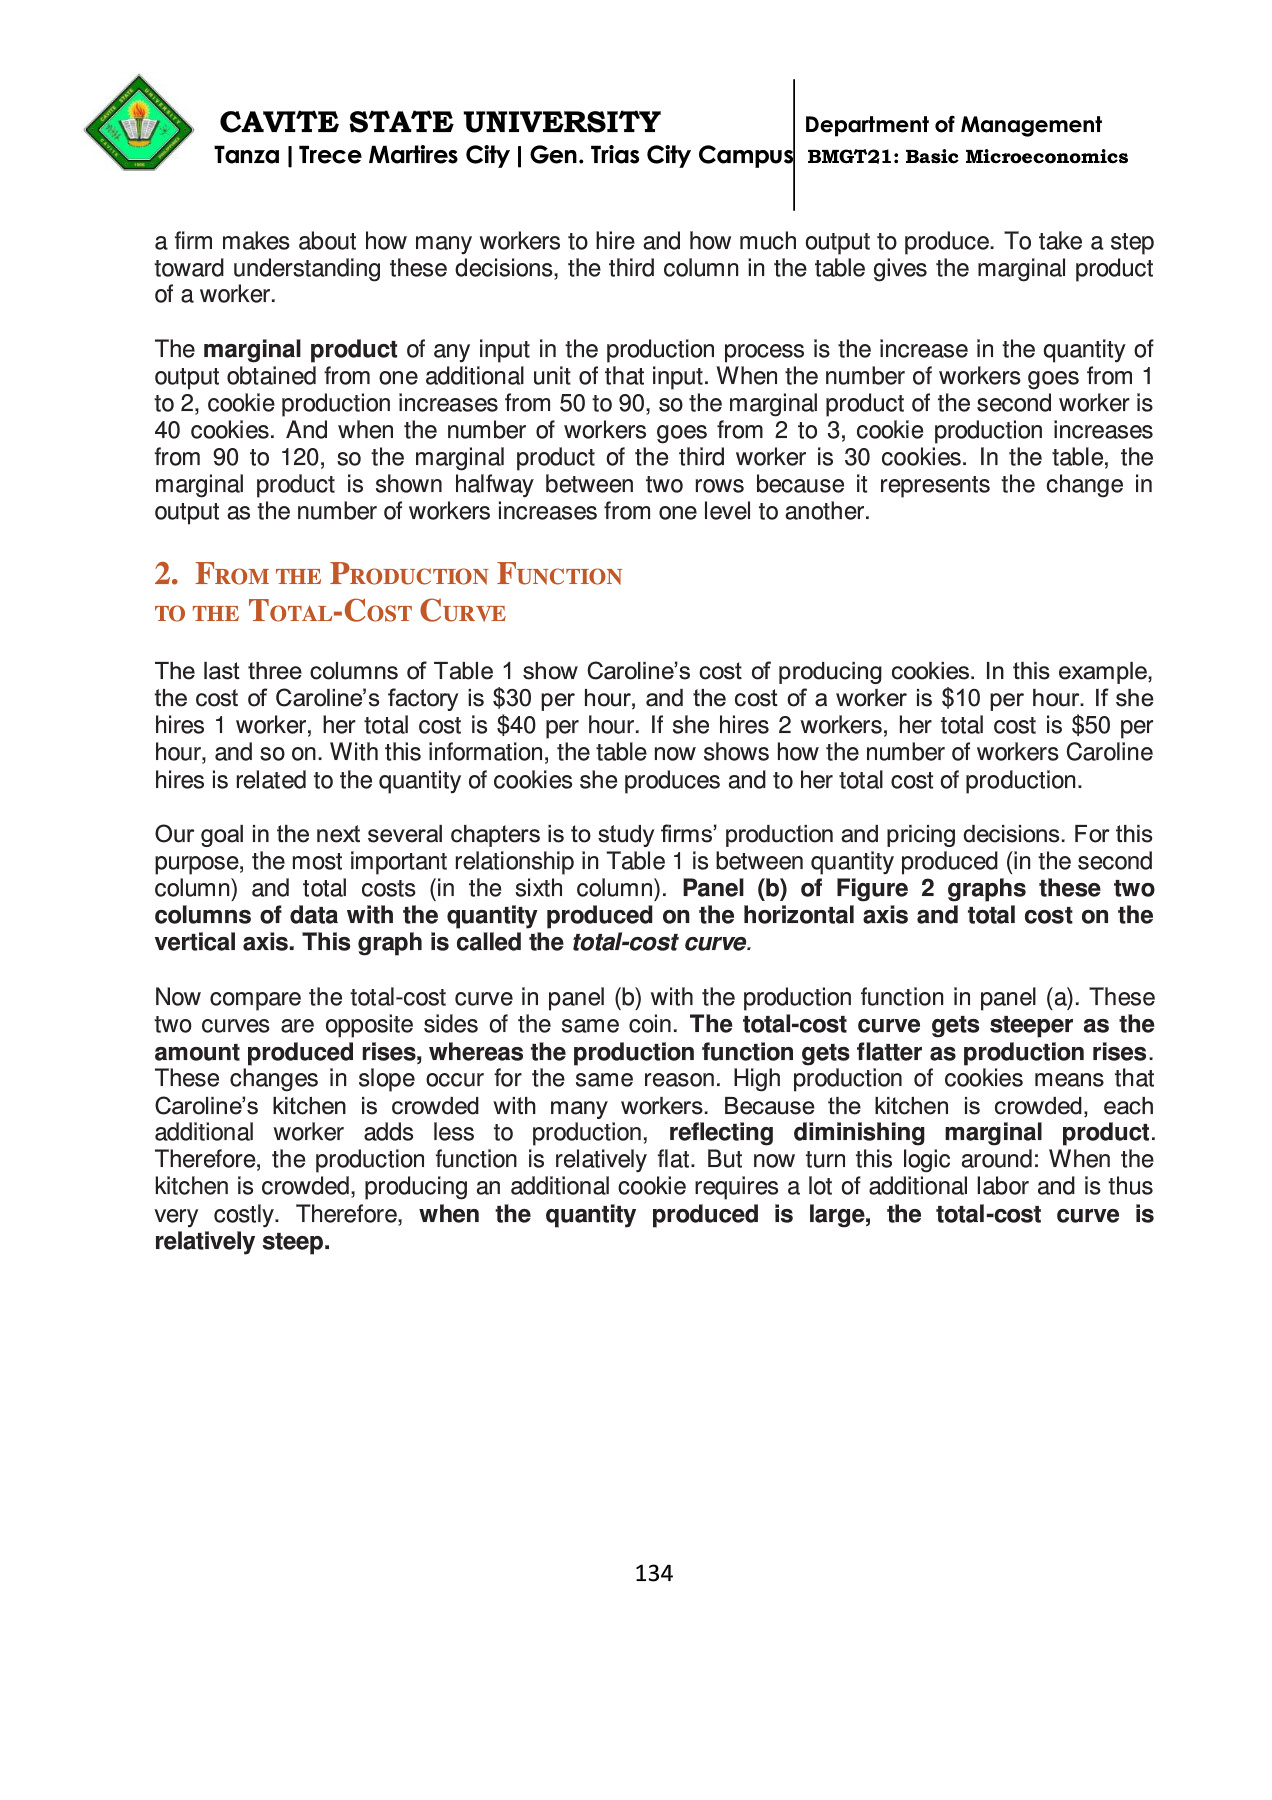 CAVITE STATE UNIVERSITY
Tanza | Trece Martires City | Gen. Trias City Campus
Department of Management
BMGT21: Basic Microeconomics
a firm makes about how many workers to hire and how much output to produce. To take a step
toward understanding these decisions, the third column in the table gives the marginal product
of a worker.
The marginal product of any input in the production process is the increase in the quantity of
output obtained from one additional unit of that input. When the number of workers goes from 1
to 2, cookie production increases from 50 to 90, so the marginal product of the second worker is
40 cookies. And when the number of workers goes from 2 to 3, cookie production increases
from 90 to 120, so the marginal product of the third worker is 30 cookies. In the table, the
marginal product is shown halfway between two rows because it represents the change in
output as the number of workers increases from one level to another.
2. FROM THE PRODUCTION FUNCTION
TO THE TOTAL-COST CURVE
The last three columns of Table 1 show Caroline’s cost of producing cookies. In this example,
the cost of Caroline’s factory is $30 per hour, and the cost of a worker is $10 per hour. If she
hires 1 worker, her total cost is $40 per hour. If she hires 2 workers, her total cost is $50 per
hour, and so on. With this information, the table now shows how the number of workers Caroline
hires is related to the quantity of cookies she produces and to her total cost of production.
Our goal in the next several chapters is to study firms’ production and pricing decisions. For this
purpose, the most important relationship in Table 1 is between quantity produced (in the second
column) and total costs (in the sixth column). Panel (b) of Figure 2 graphs these two
columns of data with the quantity produced on the horizontal axis and total cost on the
vertical axis. This graph is called the total-cost curve.
Now compare the total-cost curve in panel (b) with the production function in panel (a). These
two curves are opposite sides of the same coin. The total-cost curve gets steeper as the
amount produced rises, whereas the production function gets flatter as production rises.
These changes in slope occur for the same reason. High production of cookies means that
Caroline’s kitchen is crowded with many workers. Because the kitchen is crowded, each
additional worker adds less to production, reflecting diminishing marginal product.
Therefore, the production function is relatively flat. But now turn this logic around: When the
kitchen is crowded, producing an additional cookie requires a lot of additional labor and is thus
very costly. Therefore, when the quantity produced is large, the total-cost curve is
relatively steep.
134